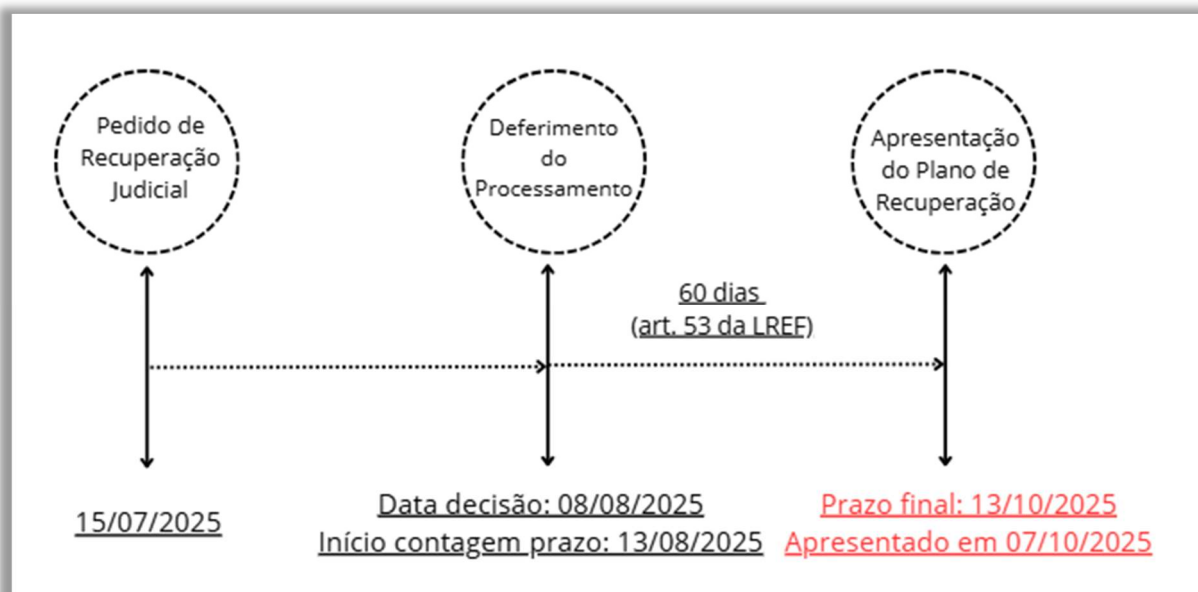 Pedido de
Recuperação
Judicial
Deferimento
do
Processamento
Apresentação
do Plano de
Recuperação
60 dias
(art. 53 da LREF)
15/07/2025
Data decisão: 08/08/2025
Início contagem prazo: 13/08/2025
Prazo final: 13/10/2025
Apresentado em 07/10/2025